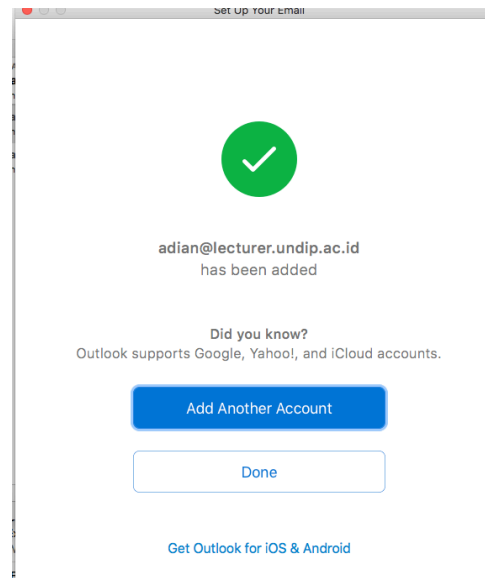 Set Up Your Email
adian@lecturer.undip.ac.id
has been added
Did you know?
Outlook supports Google, Yahoo!, and iCloud accounts.
Add Another Account
Done
Get Outlook for iOS & Android